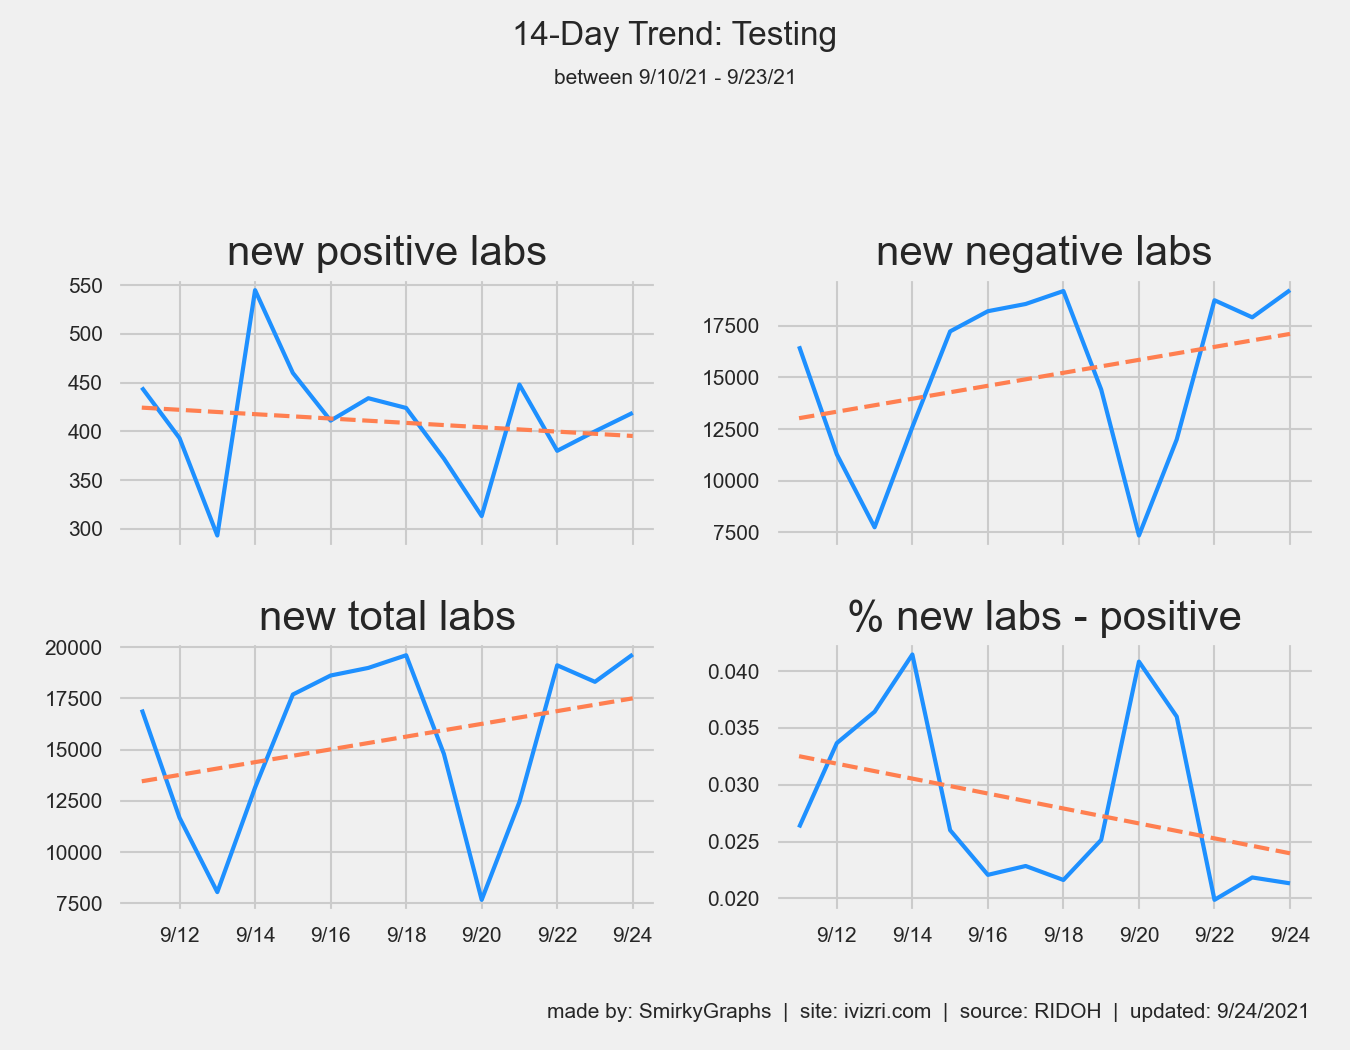 14-Day Trend: Testing
between 9/10/21 - 9/23/21
new positive labs
550
500
450
400
350
300
new negative labs
17500
15000
12500
10000
7500
new total labs
20000
17500
15000
12500
10000
7500
9/12 9/14 9/16 9/18 9/20 9/22 9/24
% new labs - positive
0.040
0.035
0.030
0.025
0.020
9/12 9/14 9/16 9/18 9/20 9/22 9/24
made by: SmirkyGraphs | site: ivizri.com | source: RIDOH | updated: 9/24/2021